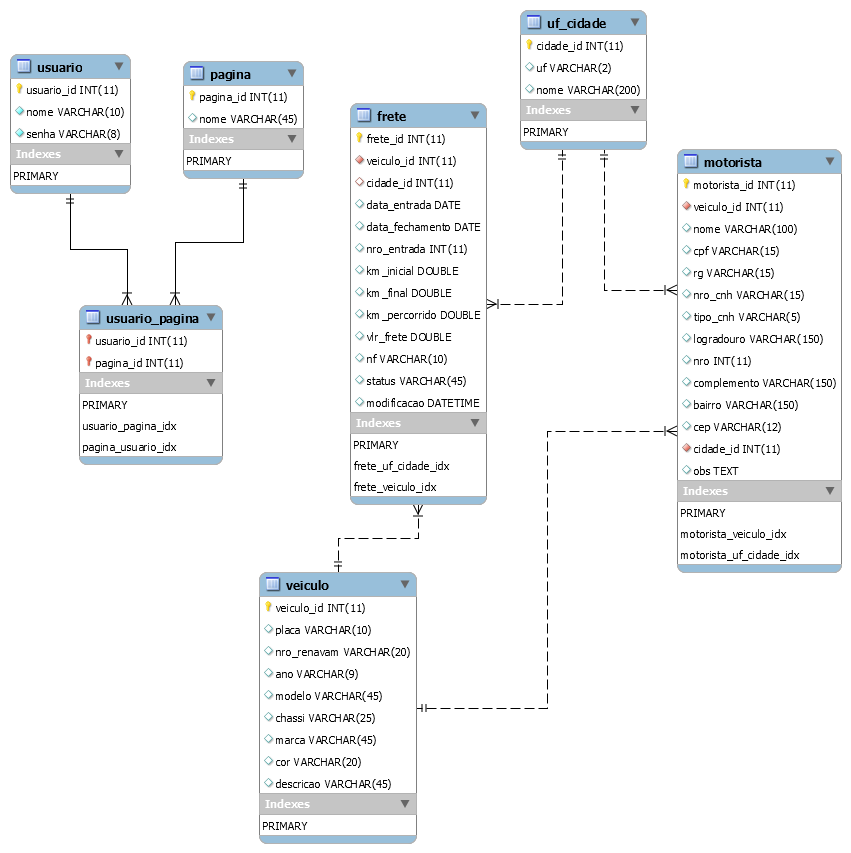 usuario
usuario_id INT(11)
nome VARCHAR(10)
senha VARCHAR(8)
Indexes
PRIMARY
pagina
pagina_id INT(11)
nome VARCHAR(45)
Indexes
PRIMARY
usuario_pagina
usuario_id INT(11)
pagina_id INT(11)
Indexes
PRIMARY
usuario_pagina_idx
pagina_usuario_idx
frete
frete_id INT(11)
veiculo_id INT(11)
cidade_id INT(11)
data_entrada DATE
data_fechamento DATE
nro_entrada INT(11)
km_inicial DOUBLE
km_final DOUBLE
km_percorrido DOUBLE
vlr_frete DOUBLE
nf VARCHAR(10)
status VARCHAR(45)
modificacao DATETIME
Indexes
PRIMARY
frete_uf_cidade_idx
frete_veiculo_idx
uf_cidade
cidade_id INT(11)
uf VARCHAR(2)
nome VARCHAR(200)
Indexes
PRIMARY
motorista
motorista_id INT(11)
veiculo_id INT(11)
nome VARCHAR(100)
cpf VARCHAR(15)
rg VARCHAR(15)
nro_cnh VARCHAR(15)
tipo_cnh VARCHAR(5)
logradouro VARCHAR(150)
nro INT(11)
complemento VARCHAR(150)
bairro VARCHAR(150)
cep VARCHAR(12)
cidade_id INT(11)
obs TEXT
Indexes
PRIMARY
motorista_veiculo_idx
motorista_uf_cidade_idx
veiculo
veiculo_id INT(11)
placa VARCHAR(10)
nro_renavam VARCHAR(20)
ano VARCHAR(9)
modelo VARCHAR(45)
chassi VARCHAR(25)
marca VARCHAR(45)
cor VARCHAR(20)
descricao VARCHAR(45)
Indexes
PRIMARY